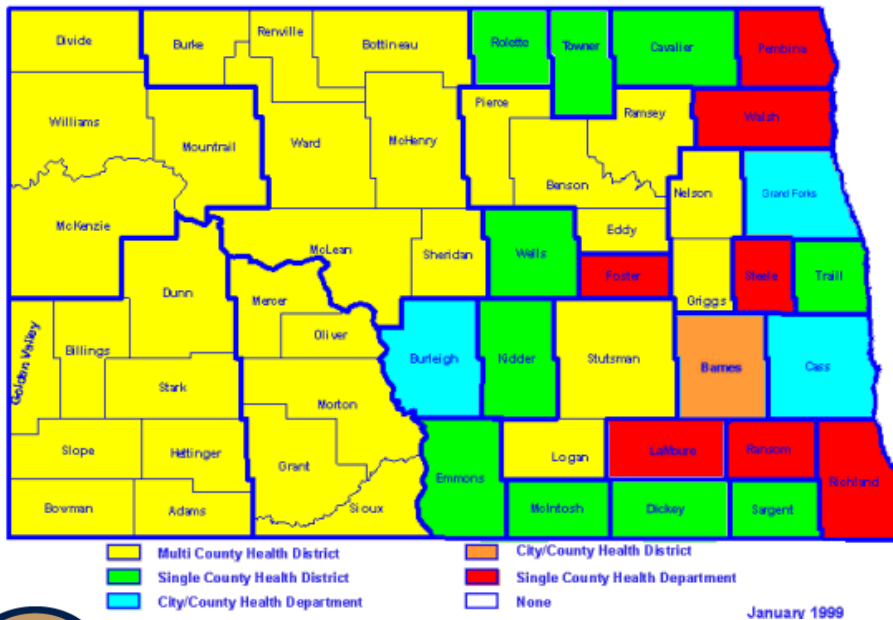 Divide
Burke
Renville
Bottineau
Rolette
Towner
Cavalier
Pembina
Williams
Mountrail
Ward
McHenry
Pierce
Ramsey
Walsh
Benson
Nelson
Grand Forks
McKenzie
McLean
Sheridan
Wells
Eddy
Foster
Griggs
Steele
Traill
Dunn
Mercer
Oliver
Golden Valley
Billings
Burleigh
Kidder
Stutsman
Barnes
Cass
Stark
Morton
Slope
Hettinger
Grant
Emmons
Logan
LaMoure
Ransom
Richland
Bowman
Adams
Sioux
McIntosh
Dickey
Sargent
Multi County Health District
City/County Health District
Single County Health District
Single County Health Department
City/County Health Department
None
January 1999